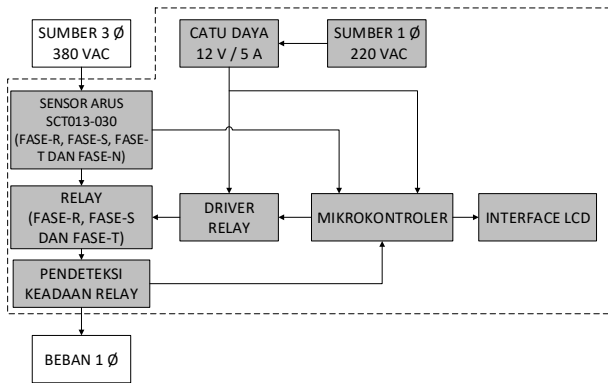 SUMBER 3 Ø
380 VAC
CATU DAYA
12 V / 5 A
SUMBER 1 Ø
220 VAC
SENSOR ARUS
SCT013-030
(FASE-R, FASE-S, FASE-
T DAN FASE-N)
RELAY
(FASE-R, FASE-S
DAN FASE-T)
DRIVER
RELAY
MIKROKONTROLER
INTERFACE LCD
PENDETEKSI
KEADAAN RELAY
BEBAN 1 Ø